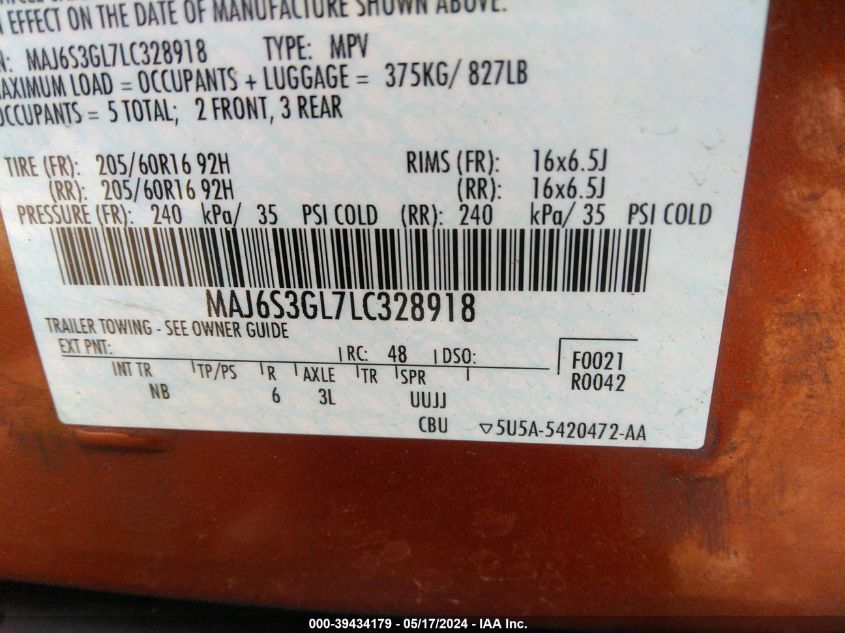 EFFECT ON THE DATE OF MANUFACTURE SHOWN ABOVE.
N: MAJ6S3GL7LC328918 TYPE: MPV
MAXIMUM LOAD = OCCUPANTS + LUGGAGE = 375KG/ 827LB
OCCUPANTS = 5 TOTAL; 2 FRONT, 3 REAR
TIRE (FR): 205/60R16 92H RIMS (FR): 16x6.5J
(RR): 205/60R16 92H (RR): 16x6.5J
PRESSURE (FR): 240 kPa/ 35 PSI COLD (RR): 240 kPa/ 35 PSI COLD
MAJ6S3GL7LC328918
TRAILER TOWING - SEE OWNER GUIDE
EXT PNT: RC: 48 DSO: F0021
INT TR TP/PS R AXLE TR SPR R0042
NB 6 3L UUJJ
CBU ▽5U5A-5420472-AA
000-39434179 - 05/17/2024 - IAA Inc.